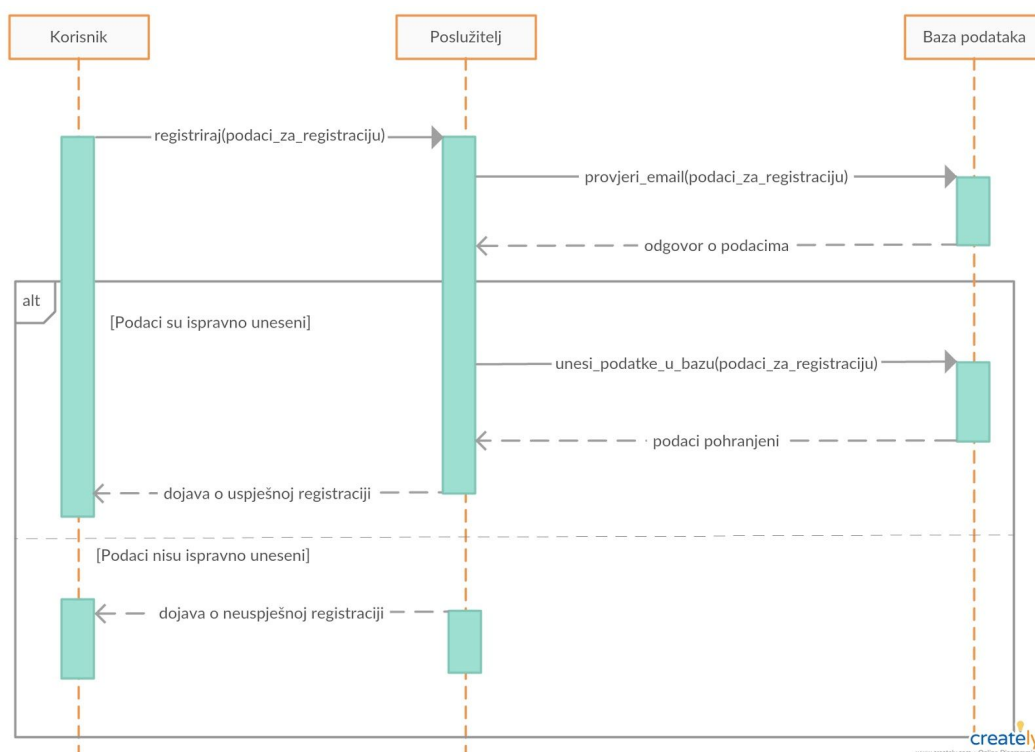 Korisnik
Poslužitelj
Baza podataka
registriraj(podaci_za_registraciju)
provjeri_email(podaci_za_registraciju)
odgovor o podacima
alt
[Podaci su ispravno uneseni]
unesi_podatke_u_bazu(podaci_za_registraciju)
podaci pohranjeni
dojava o uspješnoj registraciji
[Podaci nisu ispravno uneseni]
dojava o neuspješnoj registraciji
creately